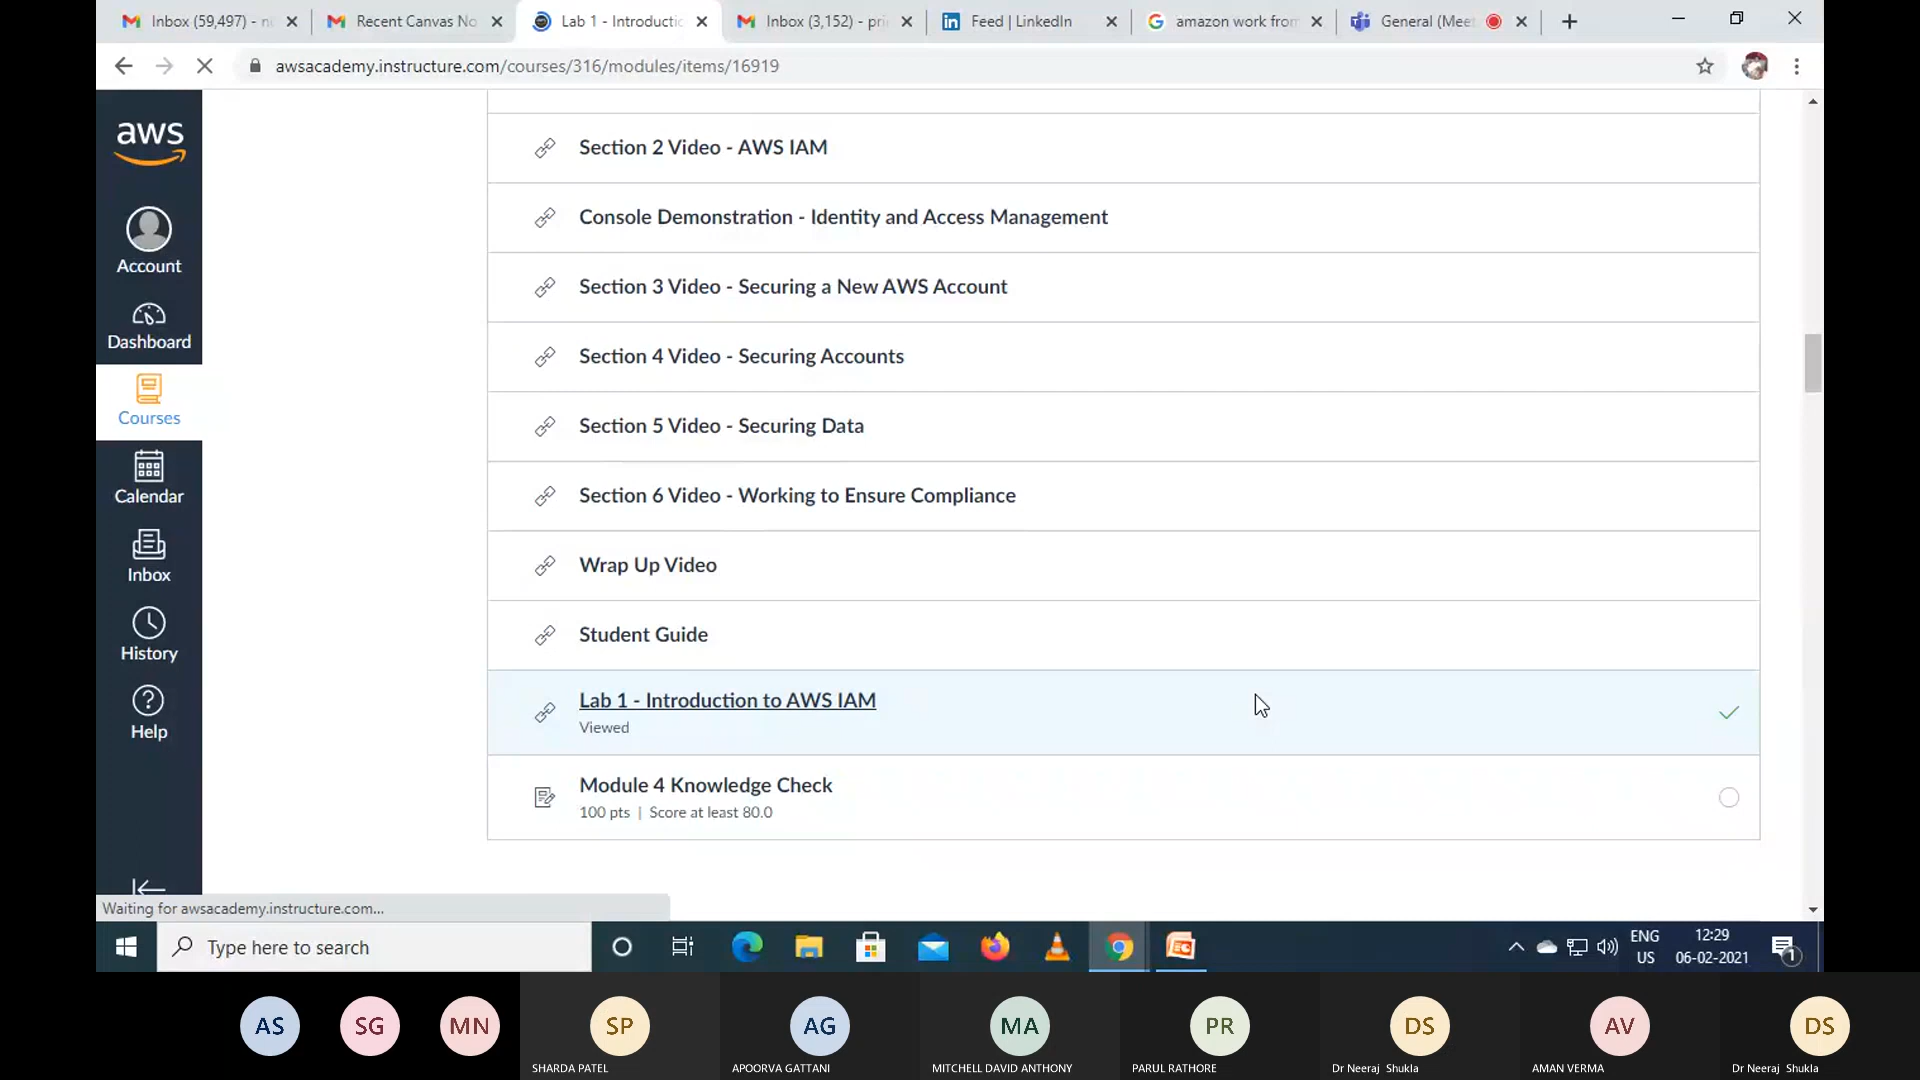 Inbox (59,497) - n
Recent Canvas No
Lab 1 - Introductic
Inbox (3,152) - pri
Feed | LinkedIn
amazon work from
General (Mee
awsacademy.instructure.com/courses/316/modules/items/16919
aws
Account
Dashboard
Courses
Calendar
Inbox
History
Help
Section 2 Video - AWS IAM
Console Demonstration - Identity and Access Management
Section 3 Video - Securing a New AWS Account
Section 4 Video - Securing Accounts
Section 5 Video - Securing Data
Section 6 Video - Working to Ensure Compliance
Wrap Up Video
Student Guide
Lab 1 - Introduction to AWS IAM
Viewed
Module 4 Knowledge Check
100 pts | Score at least 80.0
Waiting for awsacademy.instructure.com...
Type here to search
ENG
US
12:29
06-02-2021
1
AS
SG
MN
SP
AG
MA
PR
DS
AV
DS
SHARDA PATEL
APOORVA GATTANI
MITCHELL DAVID ANTHONY
PARUL RATHORE
Dr Neeraj Shukla
AMAN VERMA
Dr Neeraj Shukla